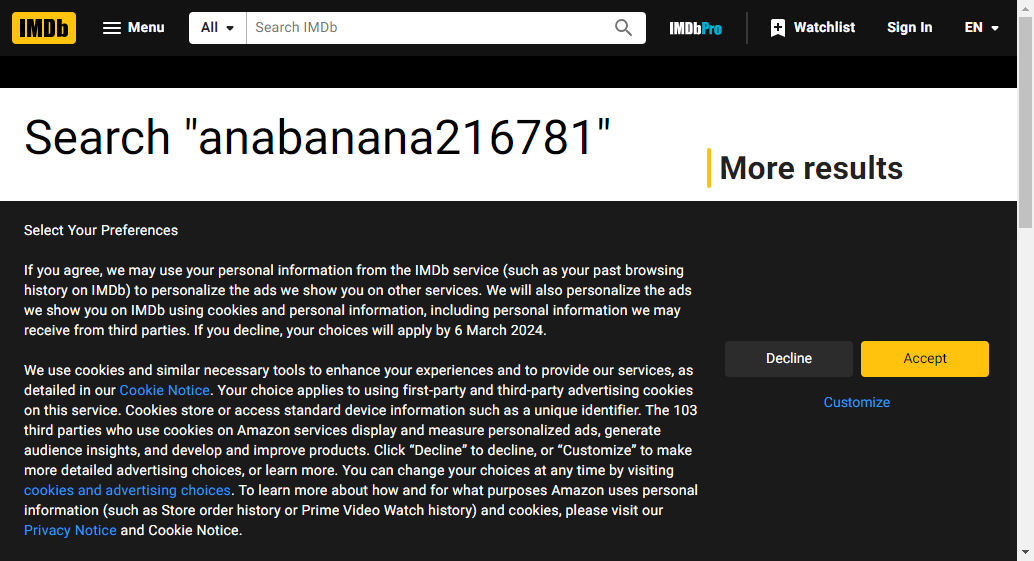 IMDb Menu All Search IMDb IMDbPro Watchlist Sign In EN
Search "anabanana216781"
More results
Select Your Preferences
If you agree, we may use your personal information from the IMDb service (such as your past browsing
history on IMDb) to personalize the ads we show you on other services. We will also personalize the ads
we show you on IMDb using cookies and personal information, including personal information we may
receive from third parties. If you decline, your choices will apply by 6 March 2024.
We use cookies and similar necessary tools to enhance your experiences and to provide our services, as
detailed in our Cookie Notice. Your choice applies to using first-party and third-party advertising cookies
on this service. Cookies store or access standard device information such as a unique identifier. The 103
third parties who use cookies on Amazon services display and measure personalized ads, generate
audience insights, and develop and improve products. Click “Decline” to decline, or “Customize” to make
more detailed advertising choices, or learn more. You can change your choices at any time by visiting
cookies and advertising choices. To learn more about how and for what purposes Amazon uses personal
information (such as Store order history or Prime Video Watch history) and cookies, please visit our
Privacy Notice and Cookie Notice.
Decline Accept
Customize